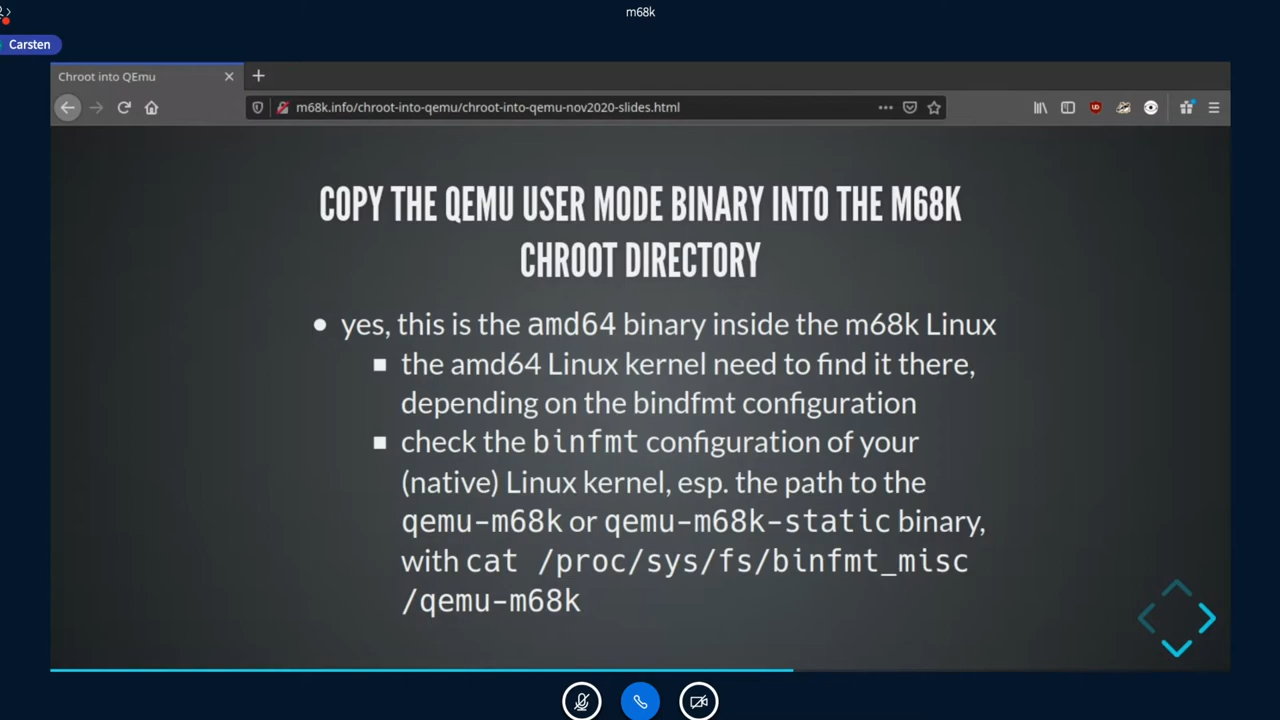 m68k
Carsten
Chroot into QEmu
m68k.info/chroot-into-qemu/chroot-into-qemu-nov2020-slides.html
COPY THE QEMU USER MODE BINARY INTO THE M68K
CHROOT DIRECTORY
yes, this is the amd64 binary inside the m68k Linux
the amd64 Linux kernel need to find it there,
depending on the bindfmt configuration
check the binfmt configuration of your
(native) Linux kernel, esp. the path to the
qemu-m68k or qemu-m68k-static binary,
with cat /proc/sys/fs/binfmt_misc
/qemu-m68k